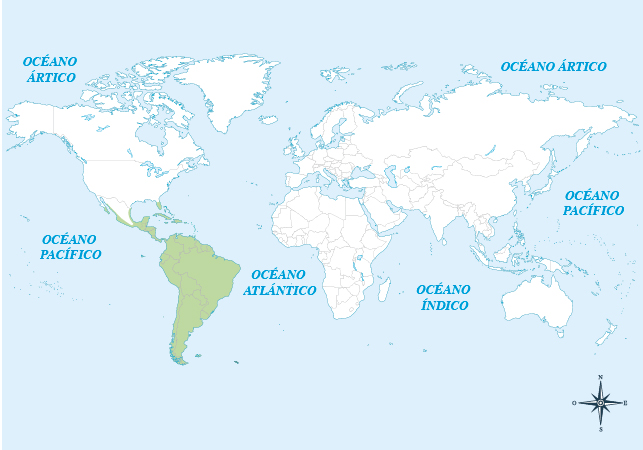 OCÉANO
ÁRTICO
OCÉANO ÁRTICO
OCÉANO
PACÍFICO
OCÉANO
PACÍFICO
OCÉANO
ATLÁNTICO
OCÉANO
ÍNDICO
N
O E
S